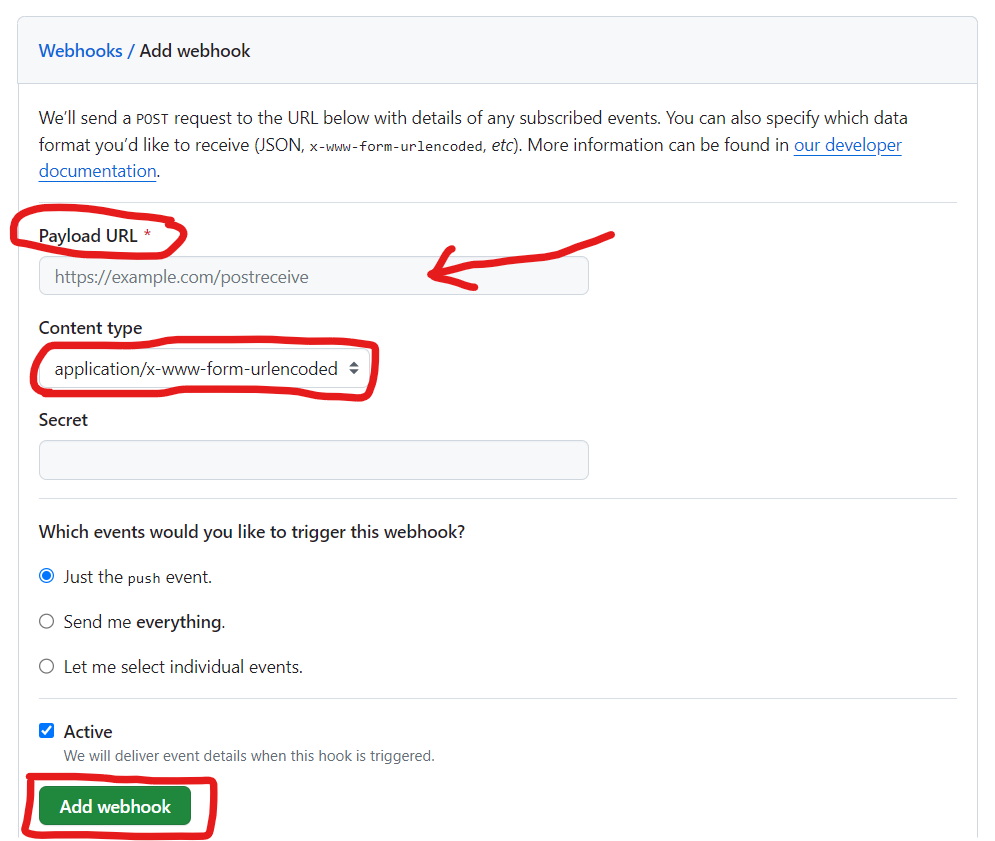 Webhooks / Add webhook
We’ll send a POST request to the URL below with details of any subscribed events. You can also specify which data
format you’d like to receive (JSON, x-www-form-urlencoded, etc). More information can be found in our developer
documentation.
Payload URL *
https://example.com/postreceive
Content type
application/x-www-form-urlencoded
Secret
Which events would you like to trigger this webhook?
Just the push event.
Send me everything.
Let me select individual events.
Active
We will deliver event details when this hook is triggered.
Add webhook